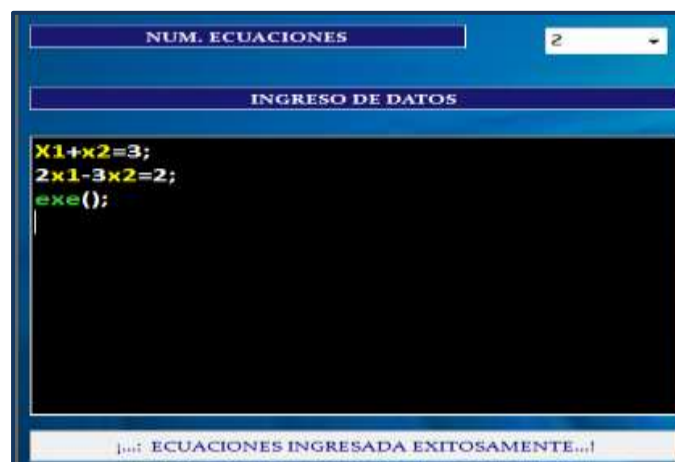 NUM. ECUACIONES
2
INGRESO DE DATOS
X1+x2=3;
2x1-3x2=2;
exe();
¡...: ECUACIONES INGRESADA EXITOSAMENTE...!